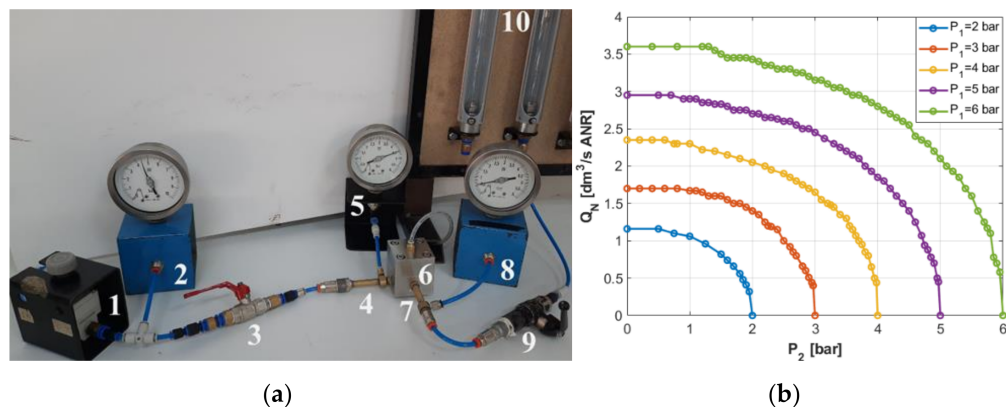 10
5
2
6
8
1
4
7
3
9
Q_N [dm³/s ANR]
4
3.5
3
2.5
2
1.5
1
0.5
0
0 1 2 3 4 5 6
P₂ [bar]
P₁=2 bar
P₁=3 bar
P₁=4 bar
P₁=5 bar
P₁=6 bar
(a) (b)